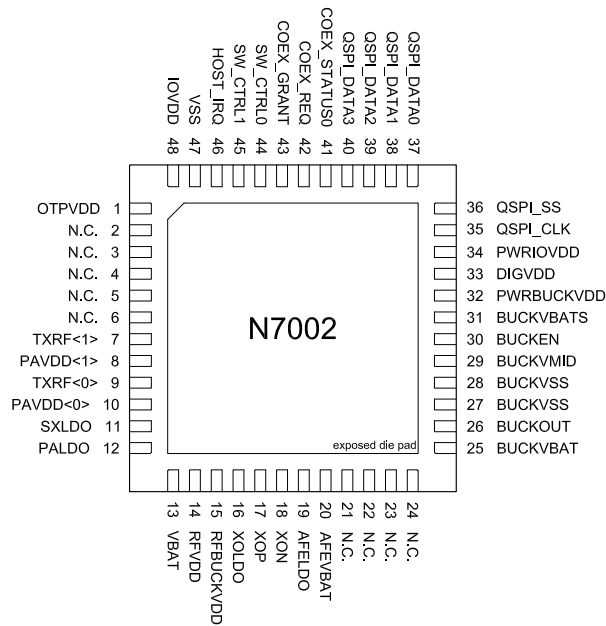 IOVDD 48
VSS 47
HOST_IRQ 46
SW_CTRL1 45
SW_CTRL0 44
COEX_GRANT 43
COEX_REQ 42
COEX_STATUS0 41
QSPI_DATA3 40
QSPI_DATA2 39
QSPI_DATA1 38
QSPI_DATA0 37
OTPVDD 1
N.C. 2
N.C. 3
N.C. 4
N.C. 5
N.C. 6
TXRF<1> 7
PAVDD<1> 8
TXRF<0> 9
PAVDD<0> 10
SXLDO 11
PALDO 12
N7002
exposed die pad
36 QSPI_SS
35 QSPI_CLK
34 PWRIOVDD
33 DIGVDD
32 PWRBUCKVDD
31 BUCKVBATS
30 BUCKEN
29 BUCKVMID
28 BUCKVSS
27 BUCKVSS
26 BUCKOUT
25 BUCKVBAT
13 VBAT
14 RFVDD
15 RFBUCKVDD
16 XOLDO
17 XOP
18 XON
19 AFELDO
20 AFEVBAT
21 N.C.
22 N.C.
23 N.C.
24 N.C.